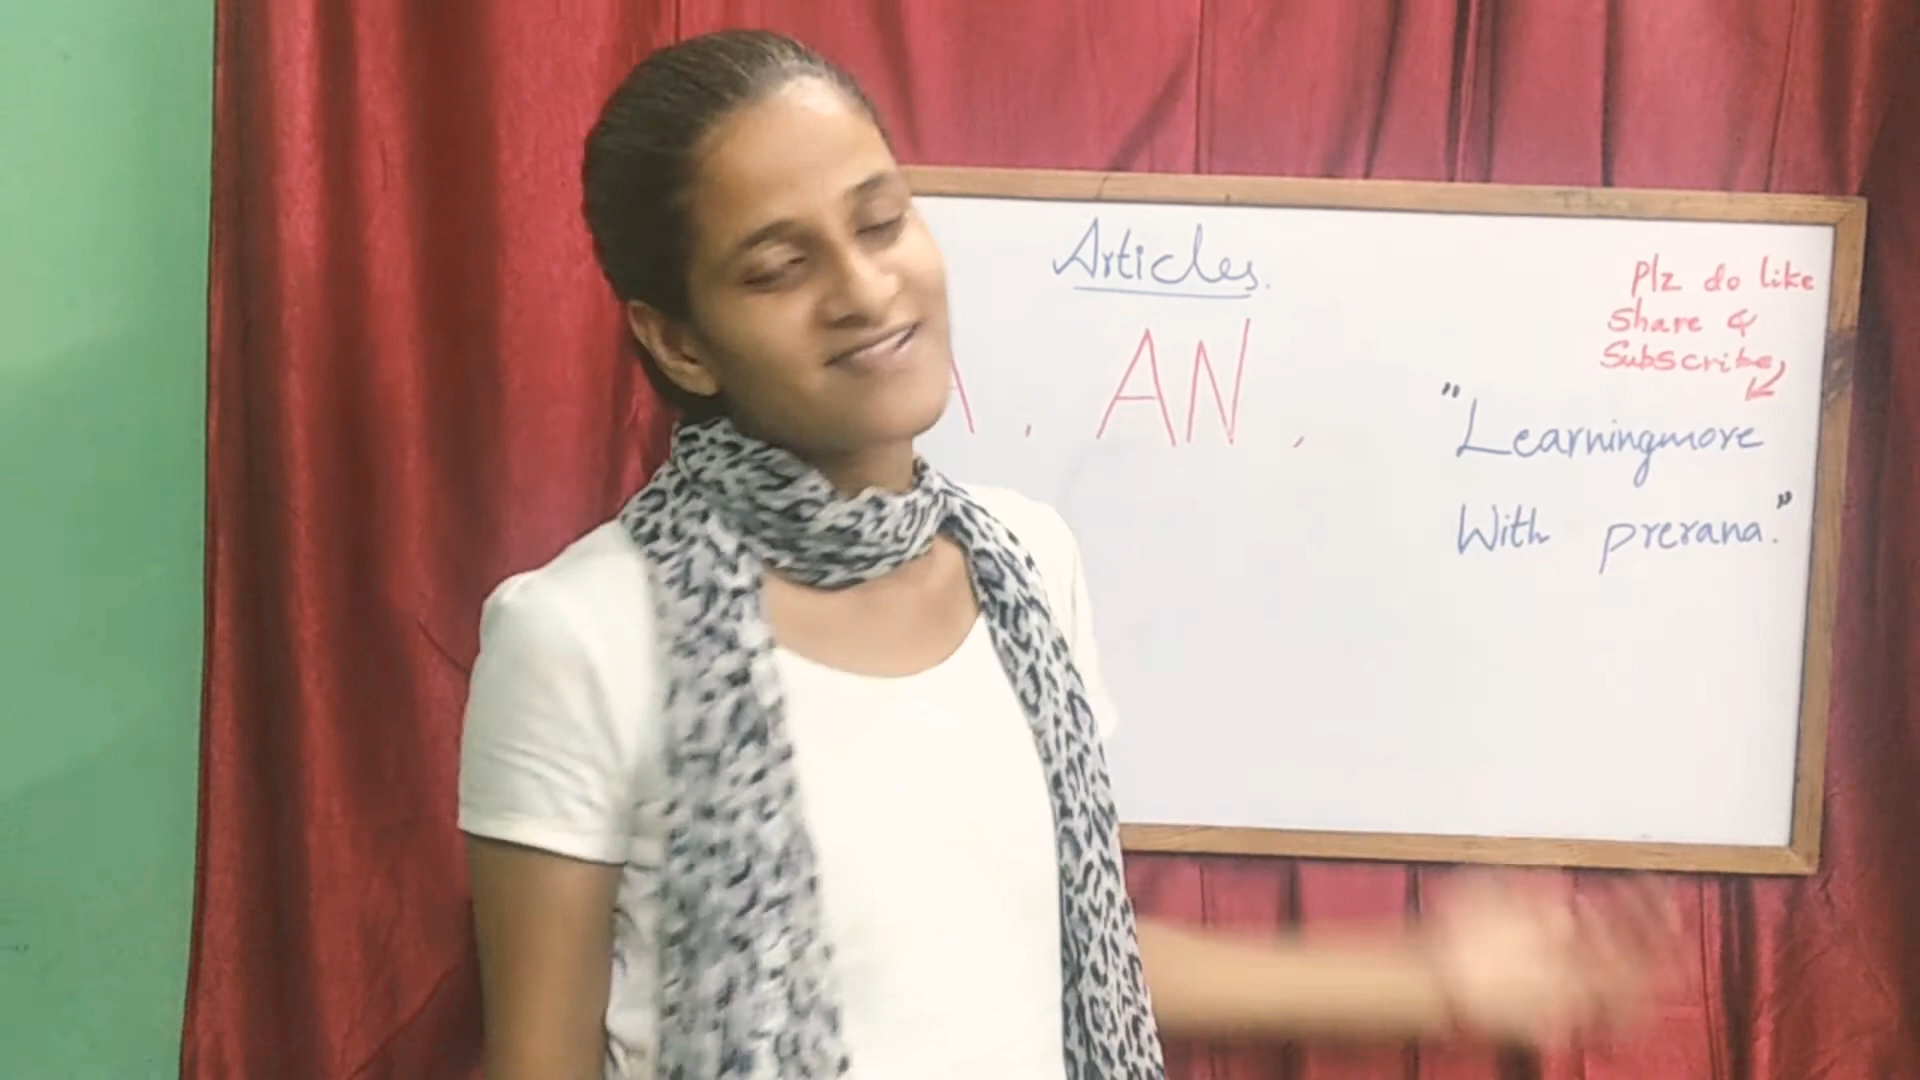 Articles.
A, AN,
Plz do like
Share &
Subscribe,
"Learningmore
With prerana."